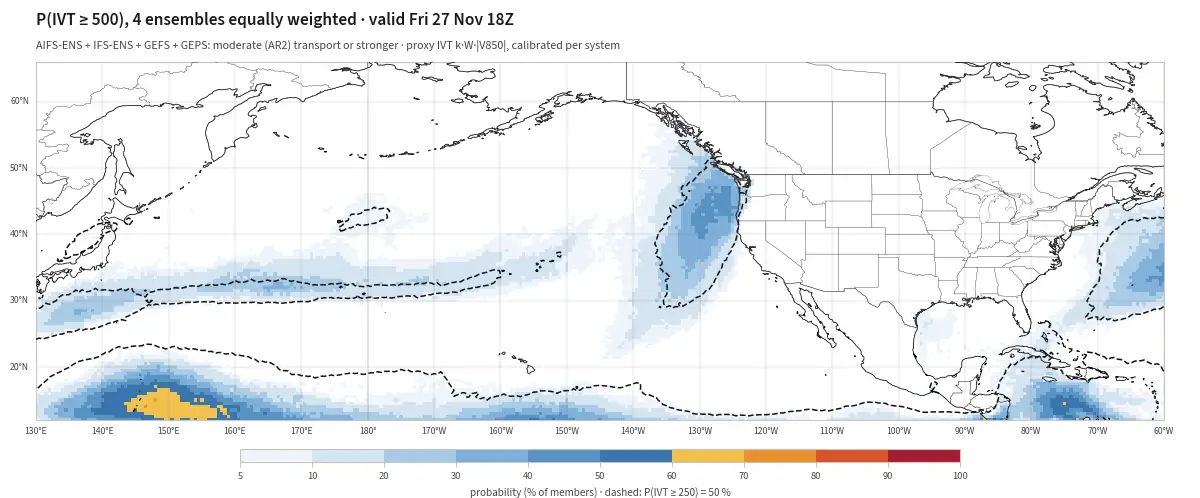 P(IVT ≥ 500), 4 ensembles equally weighted · valid Fri 27 Nov 18Z
AIFS-ENS + IFS-ENS + GEFS + GEPS: moderate (AR2) transport or stronger · proxy IVT k·W·|V850|, calibrated per system
60°N
50°N
40°N
30°N
20°N
130°E 140°E 150°E 160°E 170°E 180° 170°W 160°W 150°W 140°W 130°W 120°W 110°W 100°W 90°W 80°W 70°W 60°W
5 10 20 30 40 50 60 70 80 90 100
probability (% of members) · dashed: P(IVT ≥ 250) = 50 %